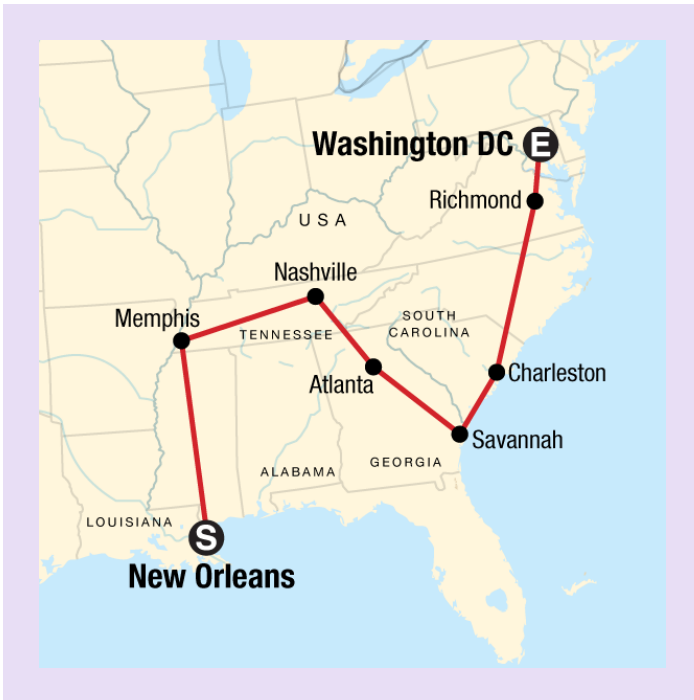 Washington DC E
Richmond
USA
Nashville
Memphis
TENNESSEE
SOUTH
CAROLINA
Atlanta
Charleston
Savannah
GEORGIA
ALABAMA
LOUISIANA
S
New Orleans